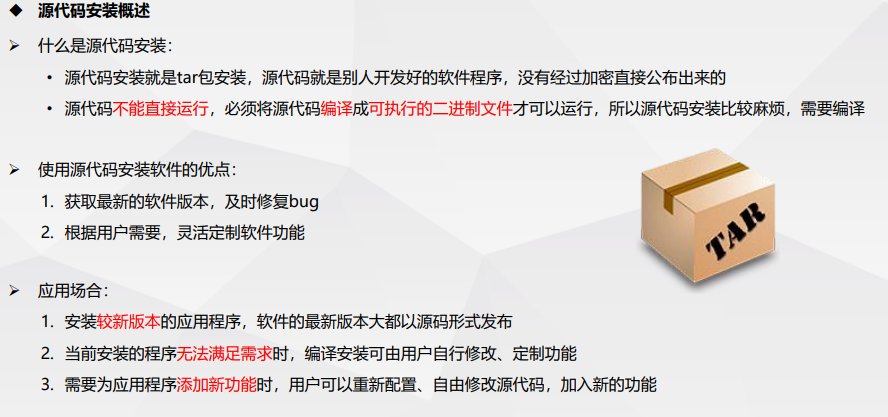 ◆ 源代码安装概述
➢ 什么是源代码安装：
• 源代码安装就是tar包安装，源代码就是别人开发好的软件程序，没有经过加密直接公布出来的
• 源代码不能直接运行，必须将源代码编译成可执行的二进制文件才可以运行，所以源代码安装比较麻烦，需要编译
➢ 使用源代码安装软件的优点：
1. 获取最新的软件版本，及时修复bug
2. 根据用户需要，灵活定制软件功能
TAR
➢ 应用场合：
1. 安装较新版本的应用程序，软件的最新版本大都以源码形式发布
2. 当前安装的程序无法满足需求时，编译安装可由用户自行修改、定制功能
3. 需要为应用程序添加新功能时，用户可以重新配置、自由修改源代码，加入新的功能